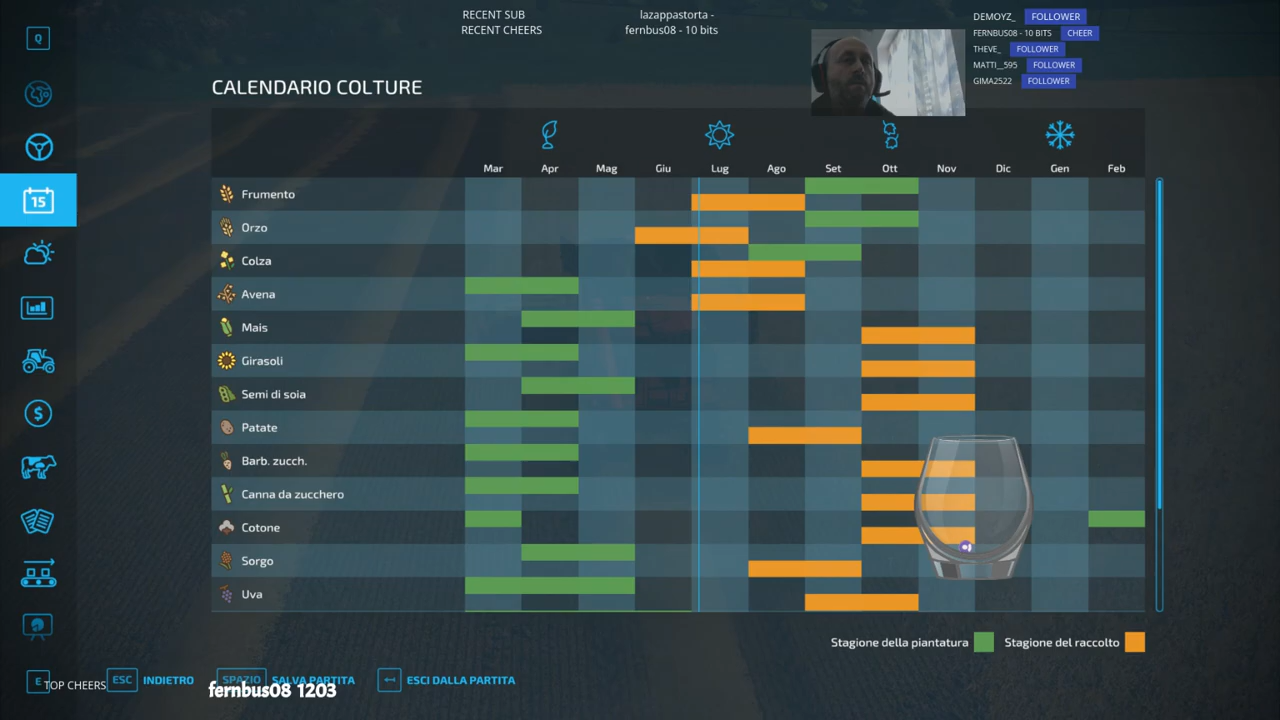 RECENT SUB
lazappastorta -
RECENT CHEERS
fernbus08 - 10 bits
DEMOYZ_ FOLLOWER
FERNBUS08 - 10 BITS CHEER
THEVE_ FOLLOWER
MATTI__595 FOLLOWER
GIMA2522 FOLLOWER
Q
CALENDARIO COLTURE
15
Mar Apr Mag Giu Lug Ago Set Ott Nov Dic Gen Feb
Frumento
Orzo
Colza
Avena
Mais
Girasoli
Semi di soia
Patate
Barb. zucch.
Canna da zucchero
Cotone
Sorgo
Uva
Stagione della piantatura Stagione del raccolto
E TOP CHEERS ESC INDIETRO SPAZIO SALVA PARTITA ESCI DALLA PARTITA
fernbus08 1203